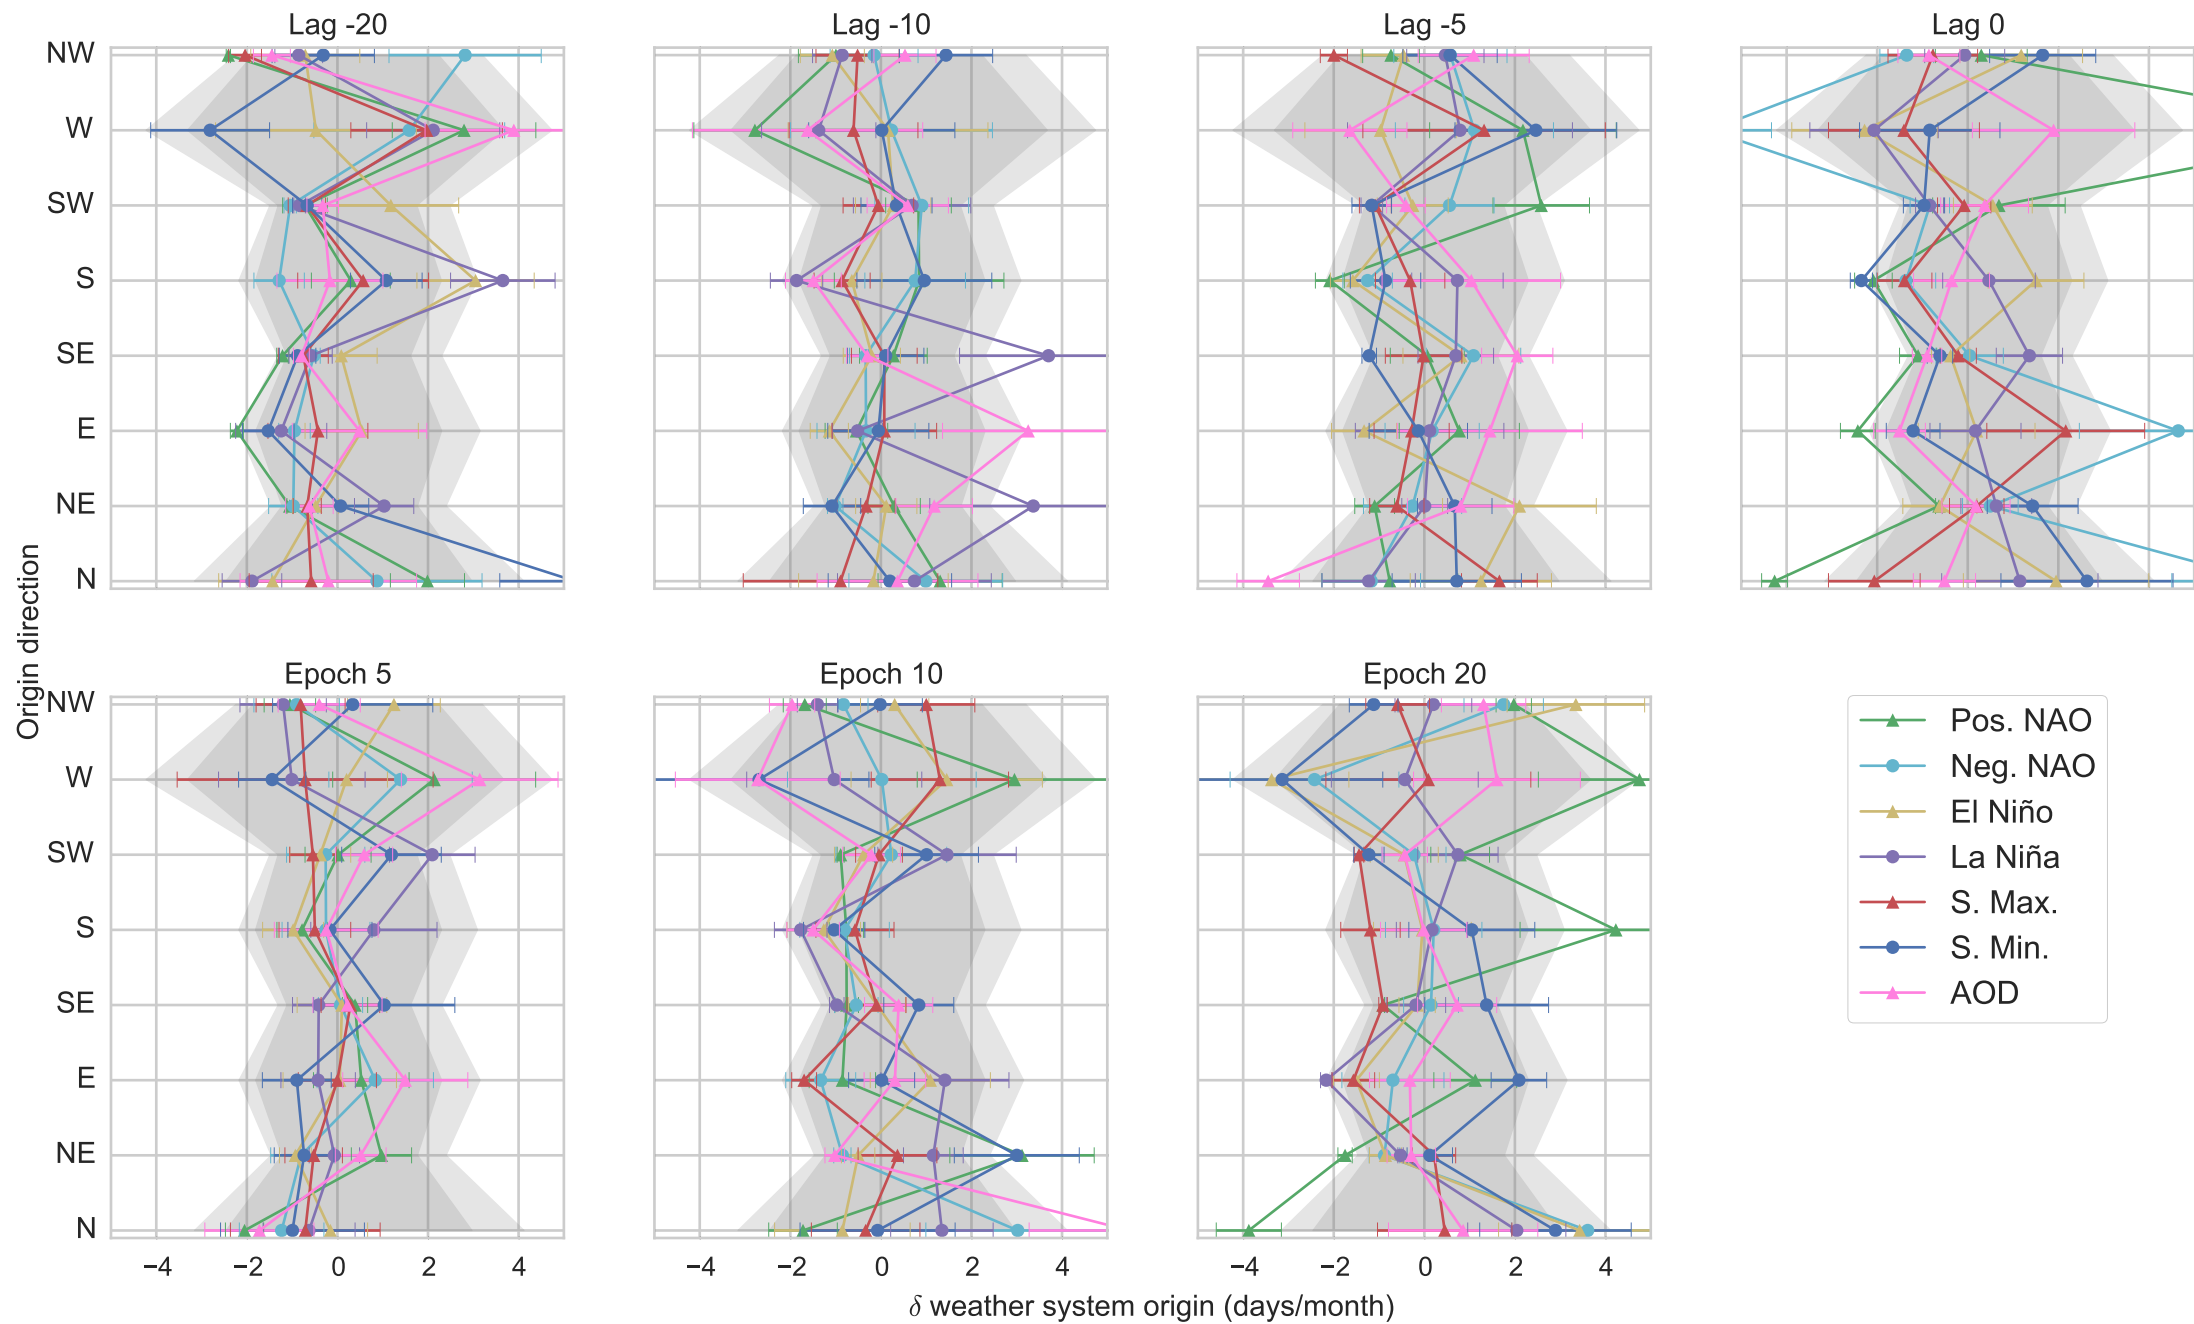 Lag -20
Lag -10
Lag -5
Lag 0
NW
W
SW
S
SE
E
NE
N
Origin direction
Epoch 5
Epoch 10
Epoch 20
NW
W
SW
S
SE
E
NE
N
−4 −2 0 2 4
−4 −2 0 2 4
−4 −2 0 2 4
δ weather system origin (days/month)
Pos. NAO
Neg. NAO
El Niño
La Niña
S. Max.
S. Min.
AOD